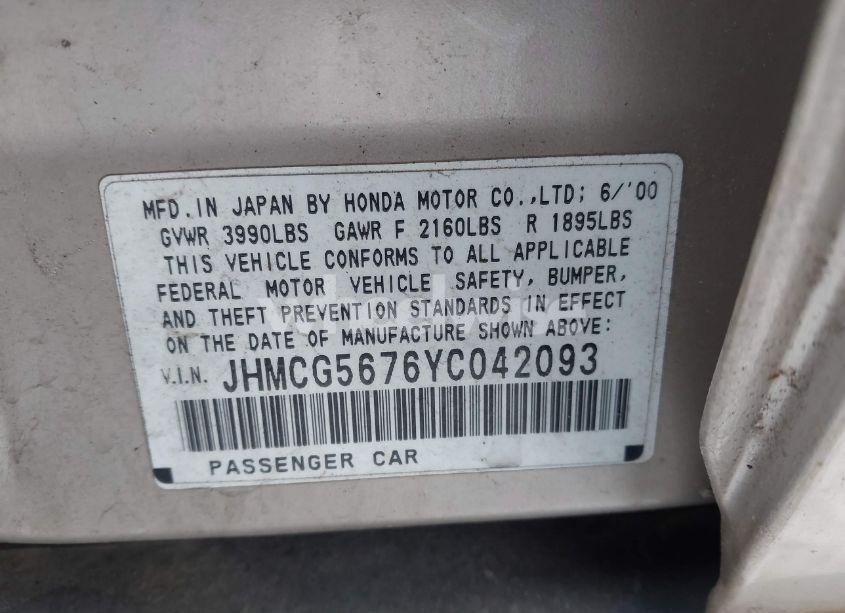 MFD.IN JAPAN BY HONDA MOTOR CO.,LTD; 6/'00
GVWR 3990LBS GAWR F 2160LBS R 1895LBS
THIS VEHICLE CONFORMS TO ALL APPLICABLE
FEDERAL MOTOR VEHICLE SAFETY, BUMPER,
AND THEFT PREVENTION STANDARDS IN EFFECT
ON THE DATE OF MANUFACTURE SHOWN ABOVE:
V.I.N. JHMCG5676YC042093
PASSENGER CAR